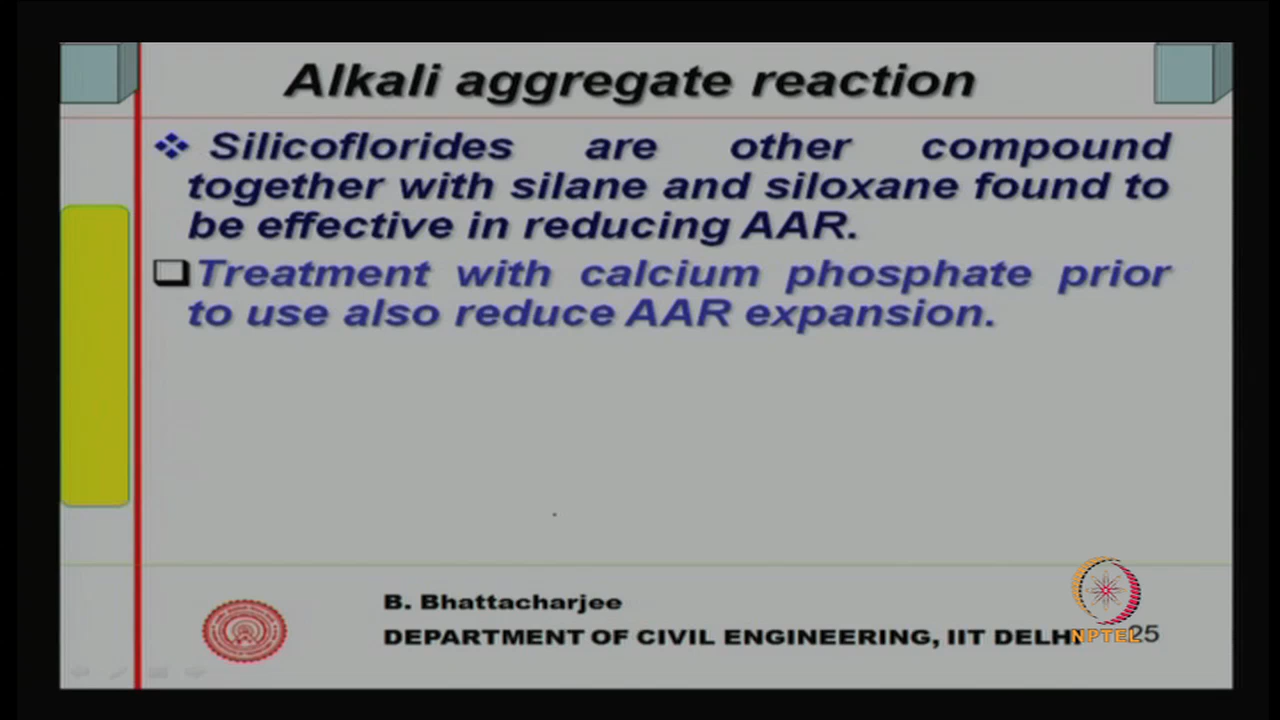 Alkali aggregate reaction
Silicoflorides are other compound
together with silane and siloxane found to
be effective in reducing AAR.
Treatment with calcium phosphate prior
to use also reduce AAR expansion.
B. Bhattacharjee
DEPARTMENT OF CIVIL ENGINEERING, IIT DELHI
NPTEL
25